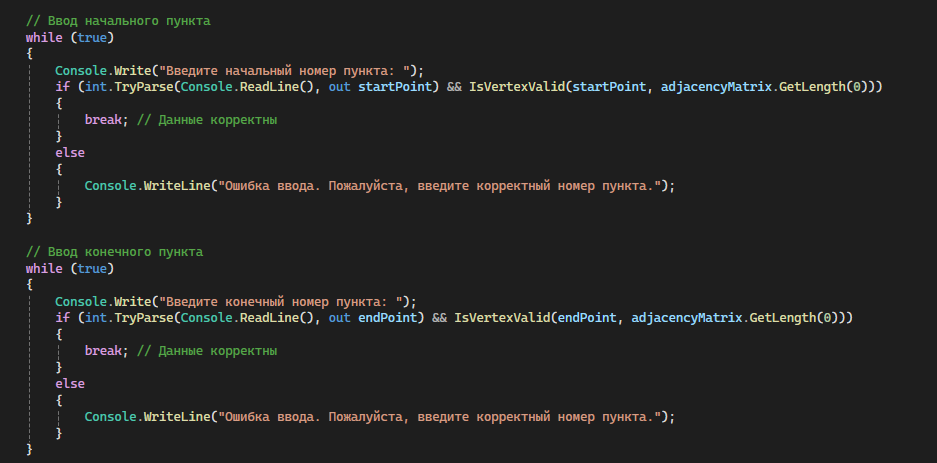 // Ввод начального пункта
while (true)
{
    Console.Write("Введите начальный номер пункта: ");
    if (int.TryParse(Console.ReadLine(), out startPoint) && IsVertexValid(startPoint, adjacencyMatrix.GetLength(0)))
    {
        break; // Данные корректны
    }
    else
    {
        Console.WriteLine("Ошибка ввода. Пожалуйста, введите корректный номер пункта.");
    }
}

// Ввод конечного пункта
while (true)
{
    Console.Write("Введите конечный номер пункта: ");
    if (int.TryParse(Console.ReadLine(), out endPoint) && IsVertexValid(endPoint, adjacencyMatrix.GetLength(0)))
    {
        break; // Данные корректны
    }
    else
    {
        Console.WriteLine("Ошибка ввода. Пожалуйста, введите корректный номер пункта.");
    }
}